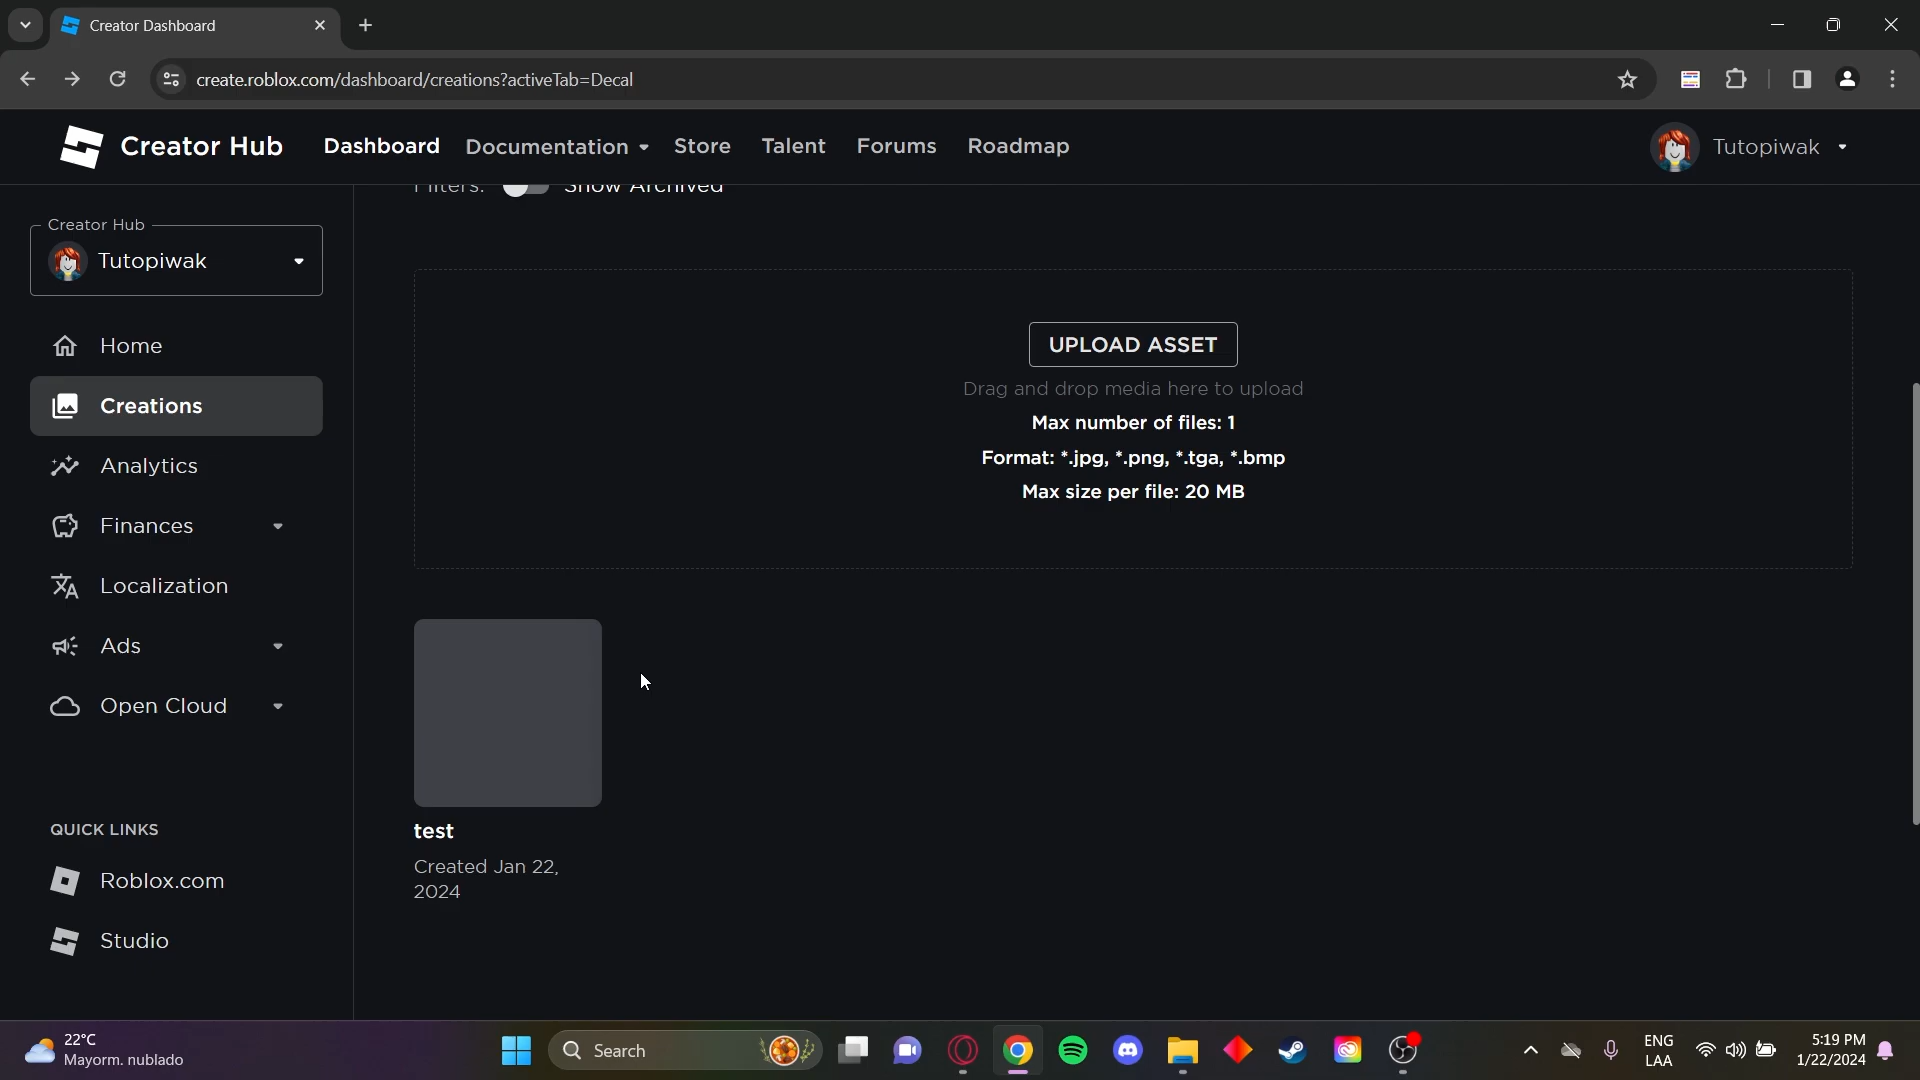 Creator Dashboard
create.roblox.com/dashboard/creations?activeTab=Decal
Creator Hub
Dashboard
Documentation
Store
Talent
Forums
Roadmap
Tutopiwak
Filters:
Show Archived
Creator Hub
Tutopiwak
Home
Creations
Analytics
Finances
Localization
Ads
Open Cloud
QUICK LINKS
Roblox.com
Studio
UPLOAD ASSET
Drag and drop media here to upload
Max number of files: 1
Format: *.jpg, *.png, *.tga, *.bmp
Max size per file: 20 MB
test
Created Jan 22,
2024
22°C
Mayorm. nublado
Search
ENG
LAA
5:19 PM
1/22/2024